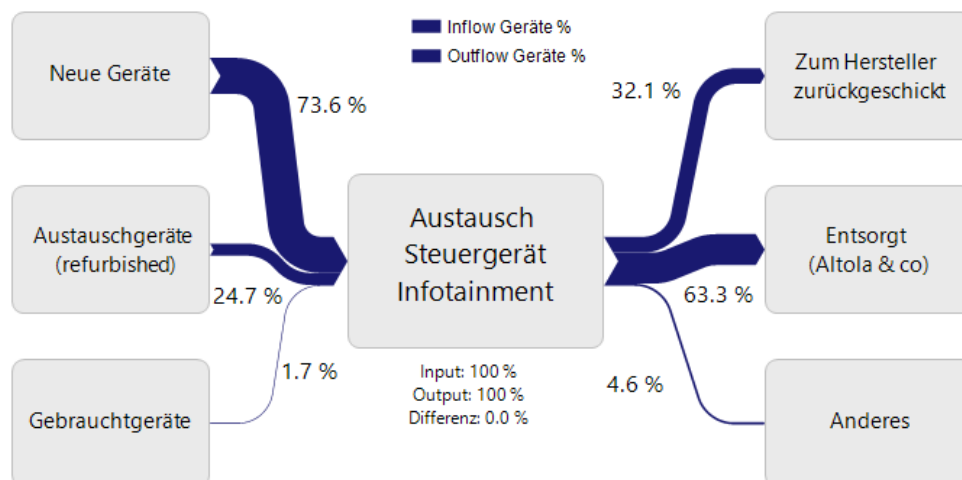 Inflow Geräte %
Outflow Geräte %
Neue Geräte
73.6 %
32.1 %
Zum Hersteller
zurückgeschickt
Austauschgeräte
(refurbished)
24.7 %
Austausch
Steuergerät
Infotainment
63.3 %
Entsorgt
(Altola & co)
Gebrauchtgeräte
1.7 %
Input: 100 %
Output: 100 %
Differenz: 0.0 %
4.6 %
Anderes